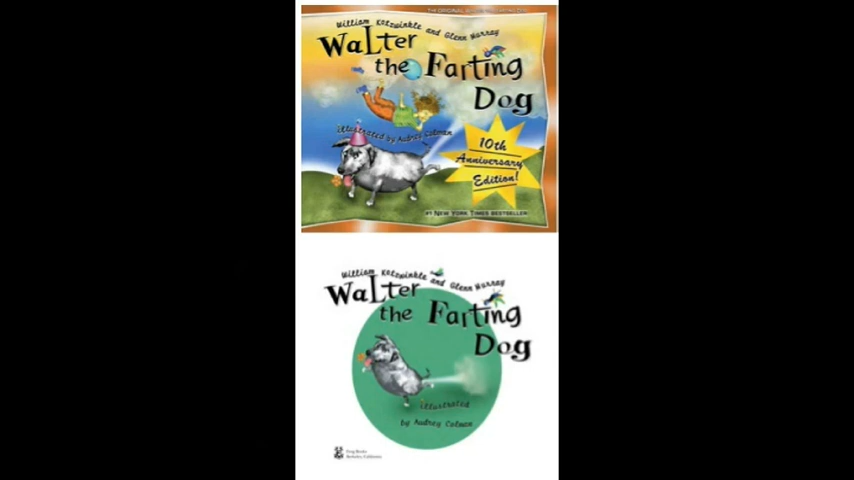 William Kotzwinkle and Glenn Murray
Walter
the Farting
Dog
illustrated by Audrey Colman
10th
Anniversary
Edition!
#1 New York Times Bestseller
William Kotzwinkle and Glenn Murray
Walter
the Farting
Dog
illustrated
by Audrey Colman
Frog Books
Berkeley, California